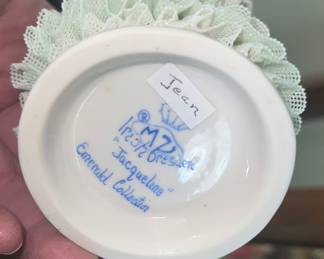 Jean
® MZ
Irish Dresden
"Jacqueline"
Emerald Collection